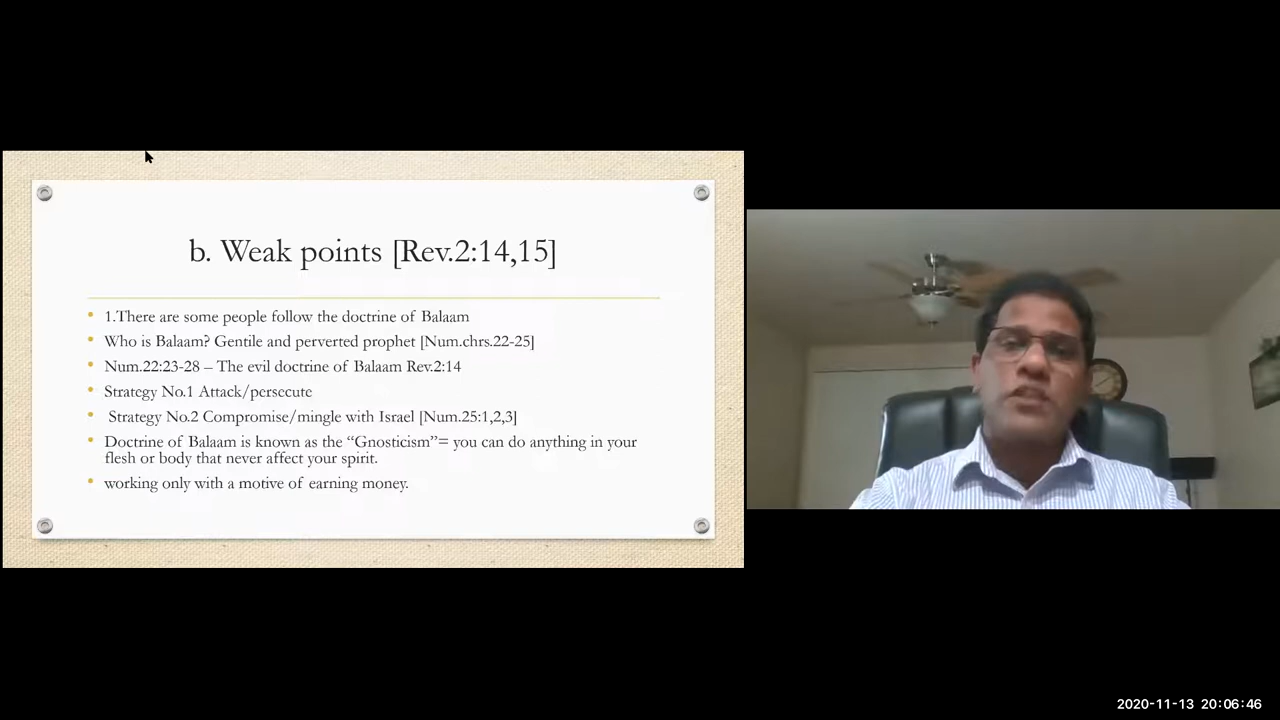 b. Weak points [Rev.2:14,15]
1.There are some people follow the doctrine of Balaam
Who is Balaam? Gentile and perverted prophet [Num.chrs.22-25]
Num.22:23-28 – The evil doctrine of Balaam Rev.2:14
Strategy No.1 Attack/persecute
Strategy No.2 Compromise/mingle with Israel [Num.25:1,2,3]
Doctrine of Balaam is known as the “Gnosticism”= you can do anything in your
flesh or body that never affect your spirit.
working only with a motive of earning money.
2020-11-13 20:06:46